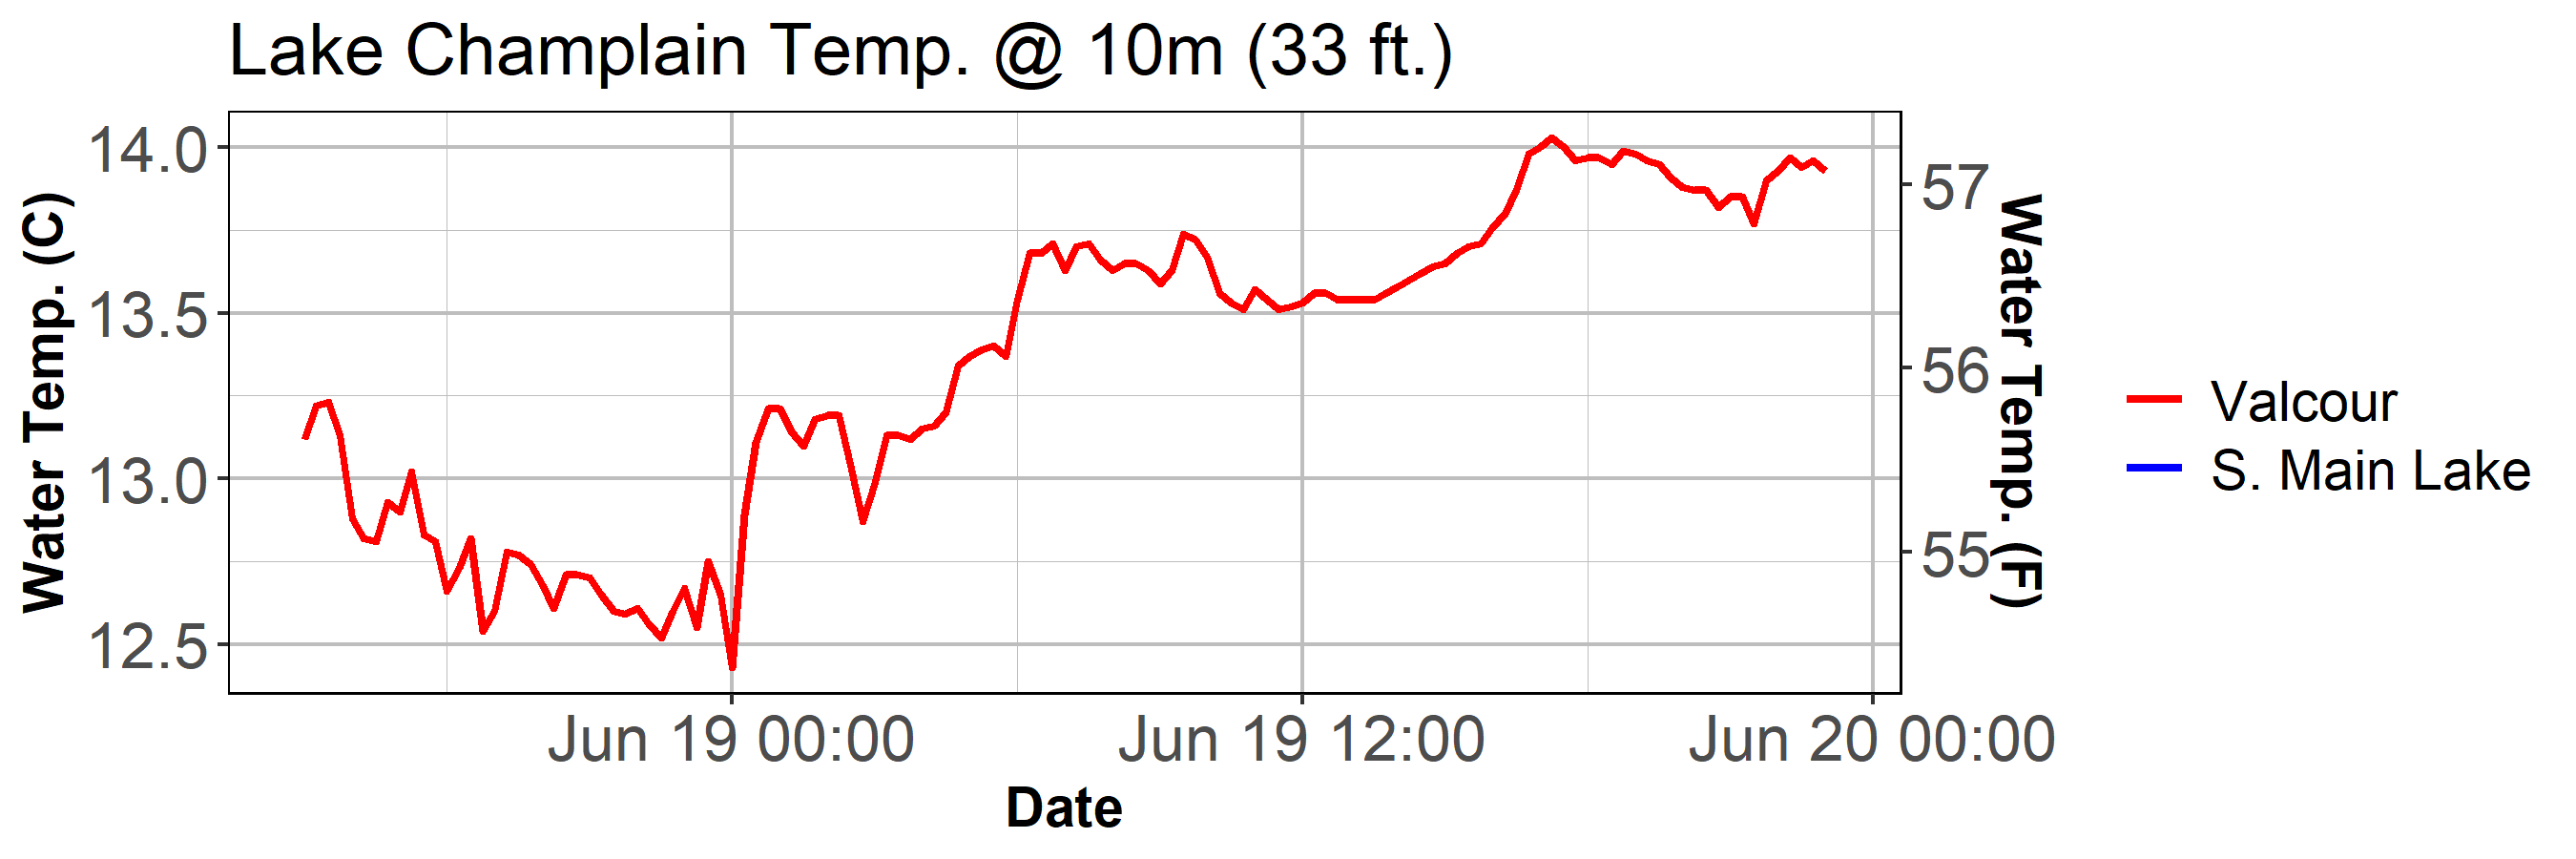 Lake Champlain Temp. @ 10m (33 ft.)
Water Temp. (C)
14.0
13.5
13.0
12.5
57
56
55
Water Temp. (F)
Jun 19 00:00
Jun 19 12:00
Jun 20 00:00
Date
Valcour
S. Main Lake